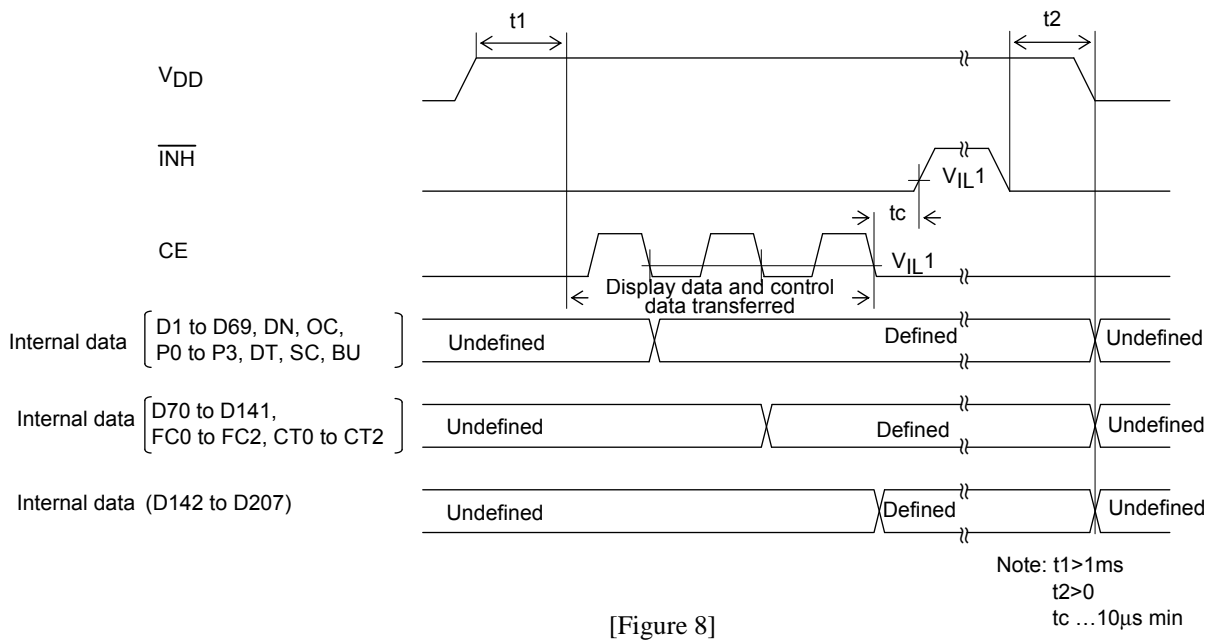 t1
t2
VDD
INH
VIL1
tc
CE
VIL1
Display data and control
data transferred
Internal data
D1 to D69, DN, OC,
P0 to P3, DT, SC, BU
Undefined
Defined
Undefined
Internal data
D70 to D141,
FC0 to FC2, CT0 to CT2
Undefined
Defined
Undefined
Internal data (D142 to D207)
Undefined
Defined
Undefined
Note: t1>1ms
t2>0
tc …10μs min
[Figure 8]